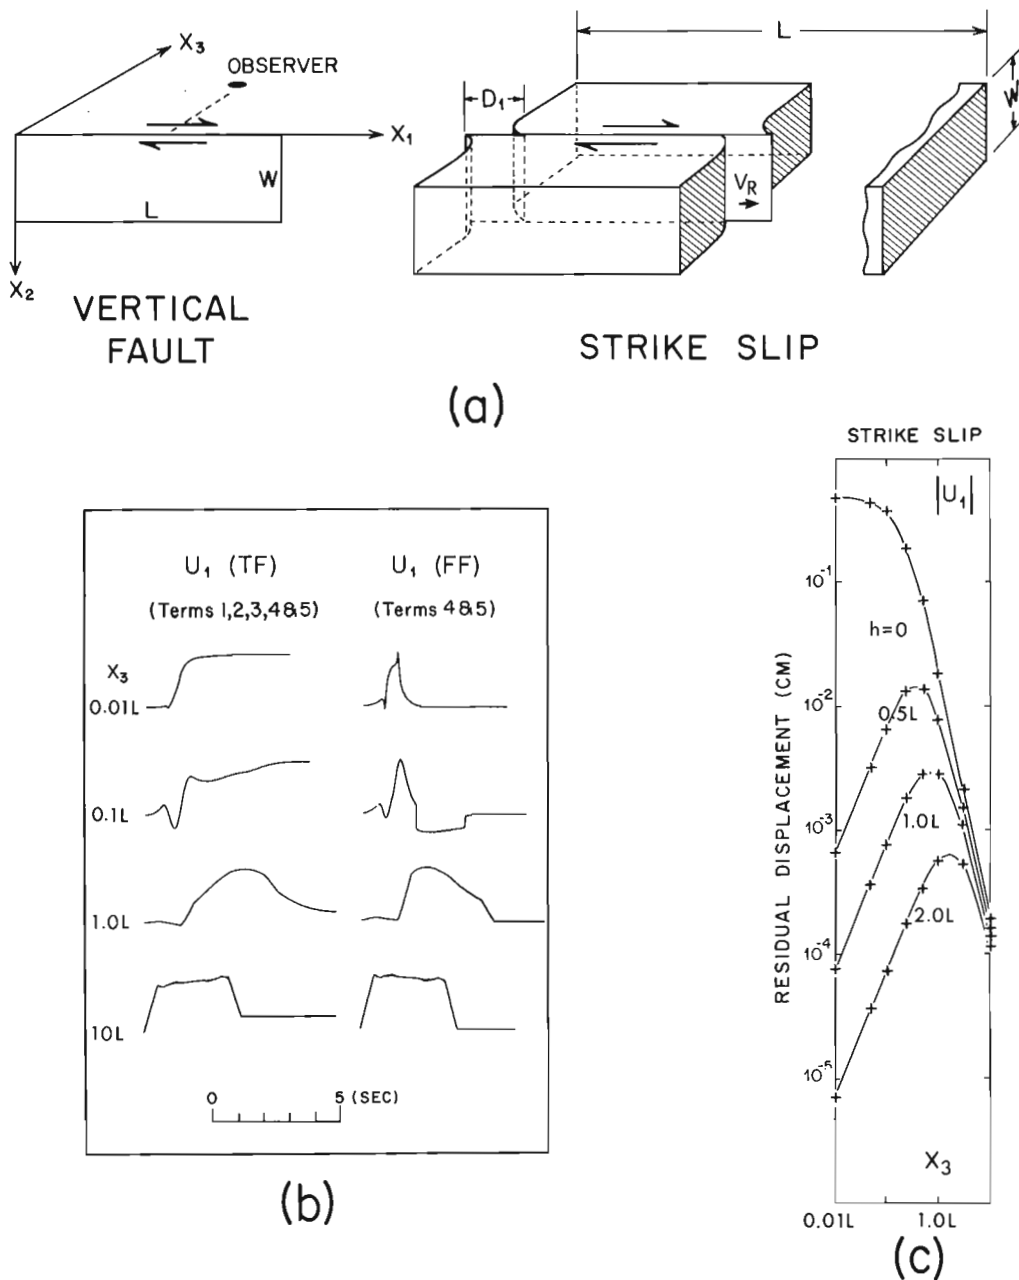 X₃
OBSERVER
X₁
W
L
X₂
VERTICAL
FAULT
L
D₁
W
V_R
STRIKE SLIP
(a)
U₁ (TF)
(Terms 1,2,3,4&5)
U₁ (FF)
(Terms 4&5)
X₃
0.01L
0.1L
1.0L
10L
0
5 (SEC)
(b)
STRIKE SLIP
|U₁|
10⁻¹
h=0
10⁻²
0.5L
10⁻³
1.0L
10⁻⁴
2.0L
10⁻⁵
RESIDUAL DISPLACEMENT (CM)
X₃
0.01L
1.0L
(c)